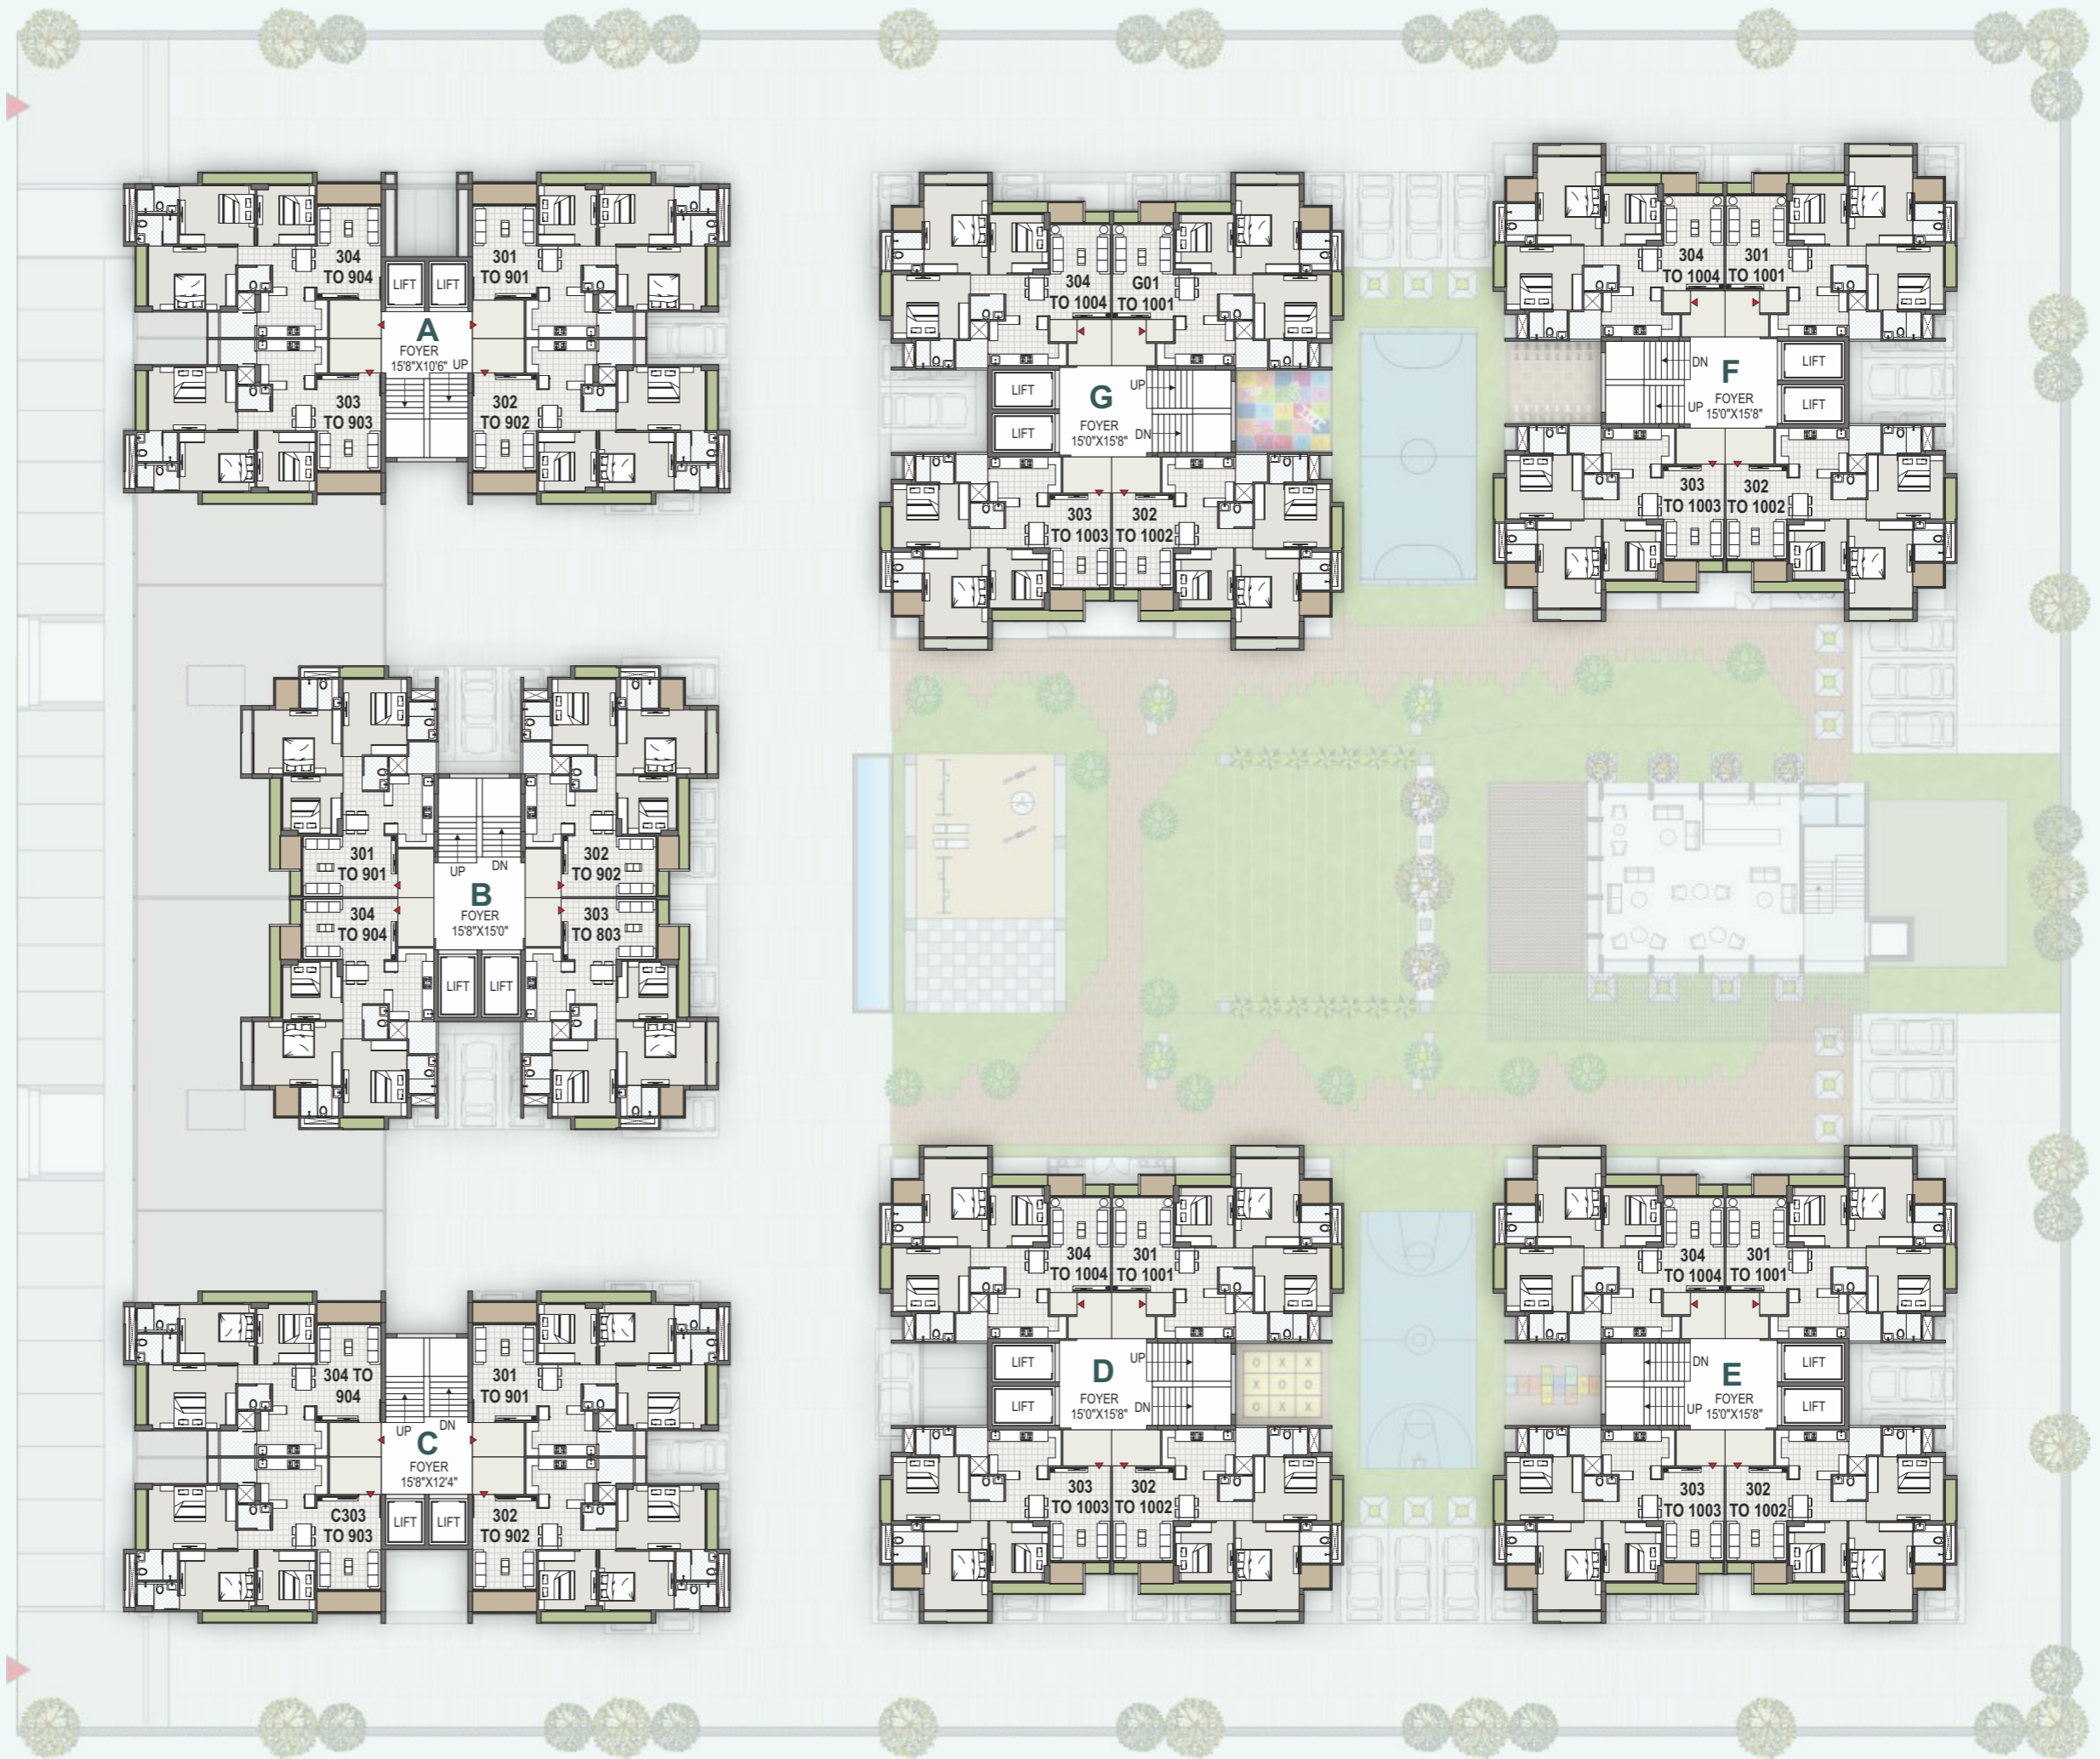 304
TO 904
301
TO 901
LIFT
LIFT
A
FOYER
15'8"X10'6"
UP
303
TO 903
302
TO 902
304
TO 1004
G01
TO 1001
LIFT
LIFT
G
FOYER
15'0"X15'8"
UP
DN
303
TO 1003
302
TO 1002
304
TO 1004
301
TO 1001
DN
UP
F
FOYER
15'0"X15'8"
LIFT
LIFT
303
TO 1003
302
TO 1002
301
TO 901
302
TO 902
UP
DN
B
FOYER
15'8"X15'0"
304
TO 904
303
TO 803
LIFT
LIFT
304 TO
904
301
TO 901
UP
DN
C
FOYER
15'8"X12'4"
C303
TO 903
LIFT
LIFT
302
TO 902
304
TO 1004
301
TO 1001
LIFT
LIFT
D
FOYER
15'0"X15'8"
UP
DN
O X X
X O O
O X X
303
TO 1003
302
TO 1002
304
TO 1004
301
TO 1001
DN
UP
E
FOYER
15'0"X15'8"
LIFT
LIFT
303
TO 1003
302
TO 1002